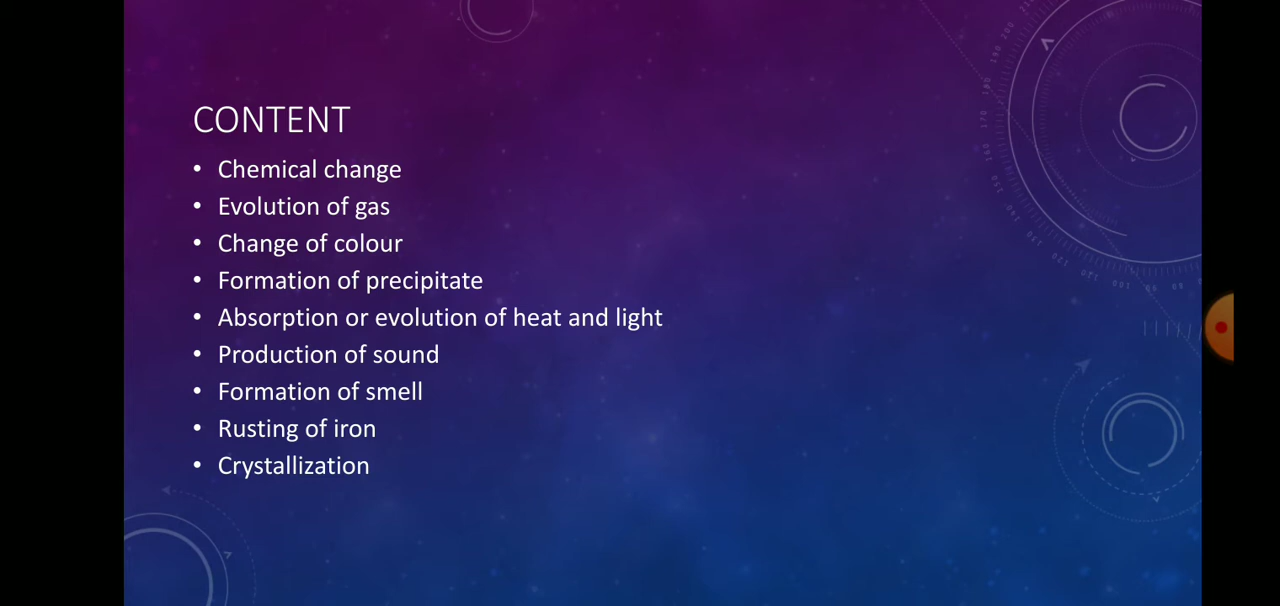 CONTENT
• Chemical change
• Evolution of gas
• Change of colour
• Formation of precipitate
• Absorption or evolution of heat and light
• Production of sound
• Formation of smell
• Rusting of iron
• Crystallization